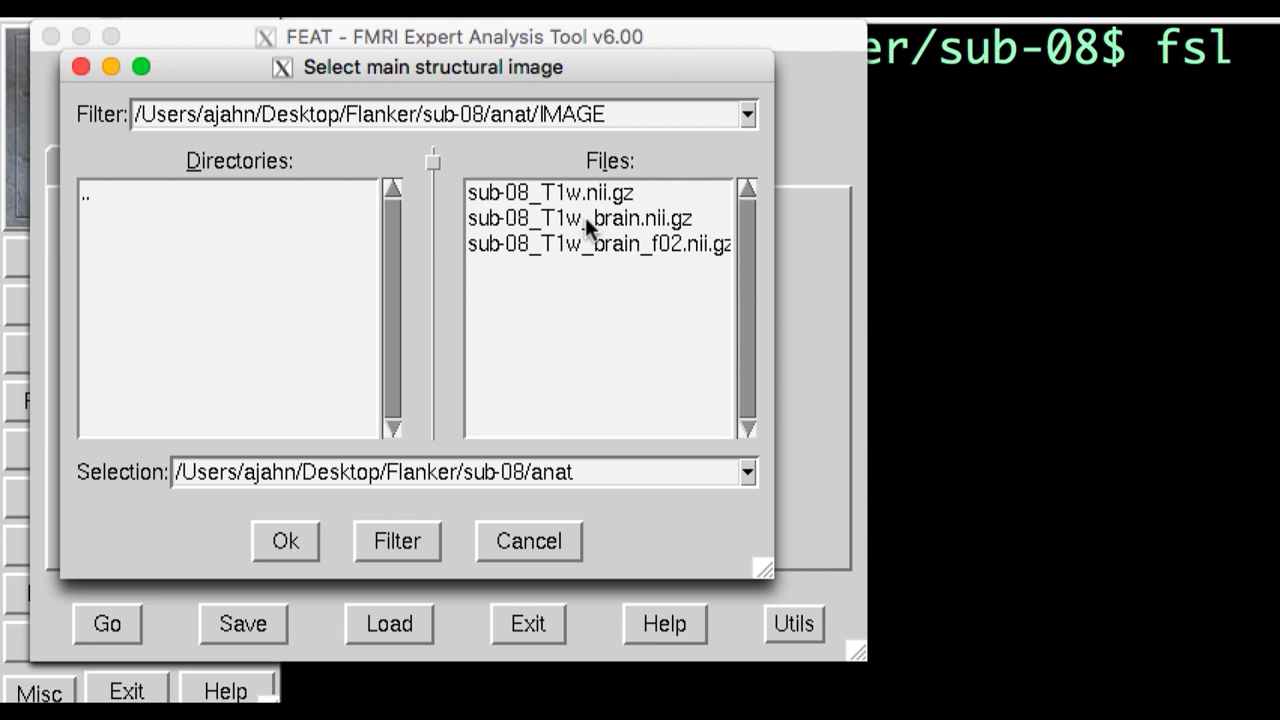 FEAT - FMRI Expert Analysis Tool v6.00
er/sub-08$ fsl
Select main structural image
Filter: /Users/ajahn/Desktop/Flanker/sub-08/anat/IMAGE
Directories:
Files:
..
sub-08_T1w.nii.gz
sub-08_T1w_brain.nii.gz
sub-08_T1w_brain_f02.nii.gz
Selection: /Users/ajahn/Desktop/Flanker/sub-08/anat
Ok
Filter
Cancel
Go
Save
Load
Exit
Help
Utils
Misc
Exit
Help